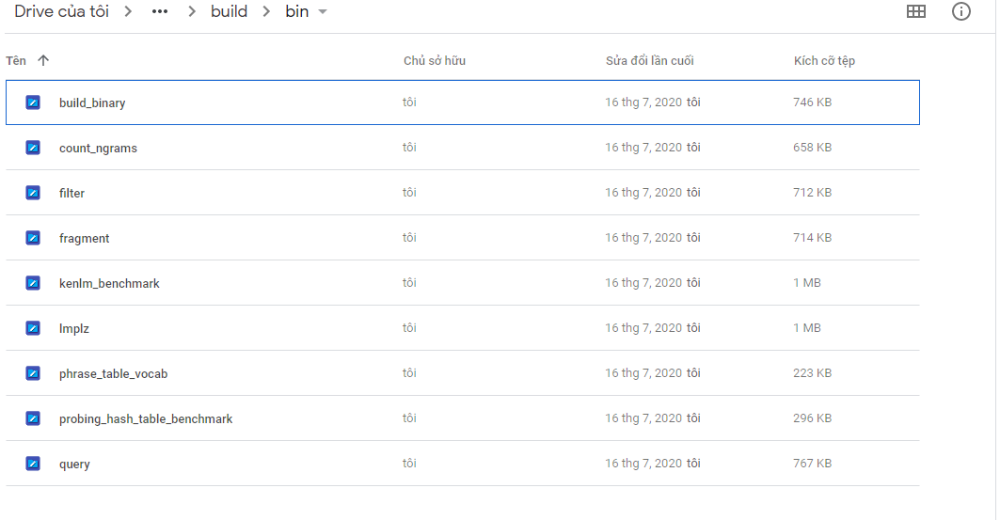 Drive của tôi > ••• > build > bin
Tên Chủ sở hữu Sửa đổi lần cuối Kích cỡ tệp
build_binary tôi 16 thg 7, 2020 tôi 746 KB
count_ngrams tôi 16 thg 7, 2020 tôi 658 KB
filter tôi 16 thg 7, 2020 tôi 712 KB
fragment tôi 16 thg 7, 2020 tôi 714 KB
kenlm_benchmark tôi 16 thg 7, 2020 tôi 1 MB
lmplz tôi 16 thg 7, 2020 tôi 1 MB
phrase_table_vocab tôi 16 thg 7, 2020 tôi 223 KB
probing_hash_table_benchmark tôi 16 thg 7, 2020 tôi 296 KB
query tôi 16 thg 7, 2020 tôi 767 KB